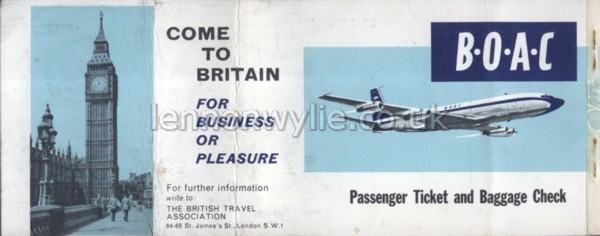 COME
TO
BRITAIN
FOR
BUSINESS
OR
PLEASURE
For further information
write to:
THE BRITISH TRAVEL
ASSOCIATION
64-65 St. James's St., London S.W.1
B·O·A·C
Passenger Ticket and Baggage Check
lennonwylie.co.uk